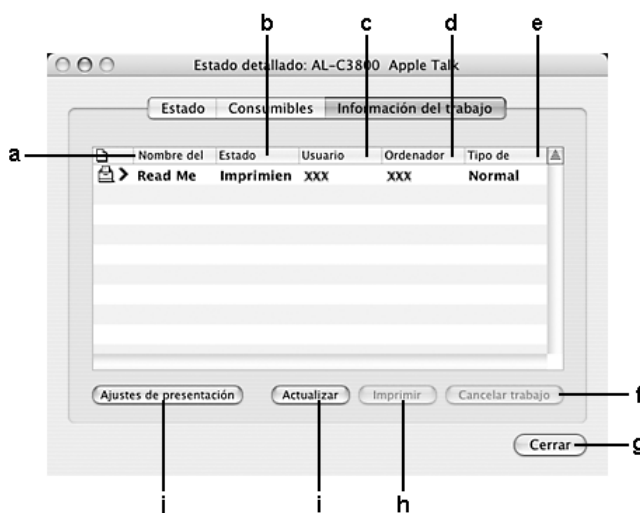 b c d e
Estado detallado: AL-C3800 Apple Talk
Estado Consumibles Información del trabajo
a
Nombre del Estado Usuario Ordenador Tipo de
Read Me Imprimien XXX XXX Normal
Ajustes de presentación Actualizar Imprimir Cancelar trabajo f
Cerrar g
j i h